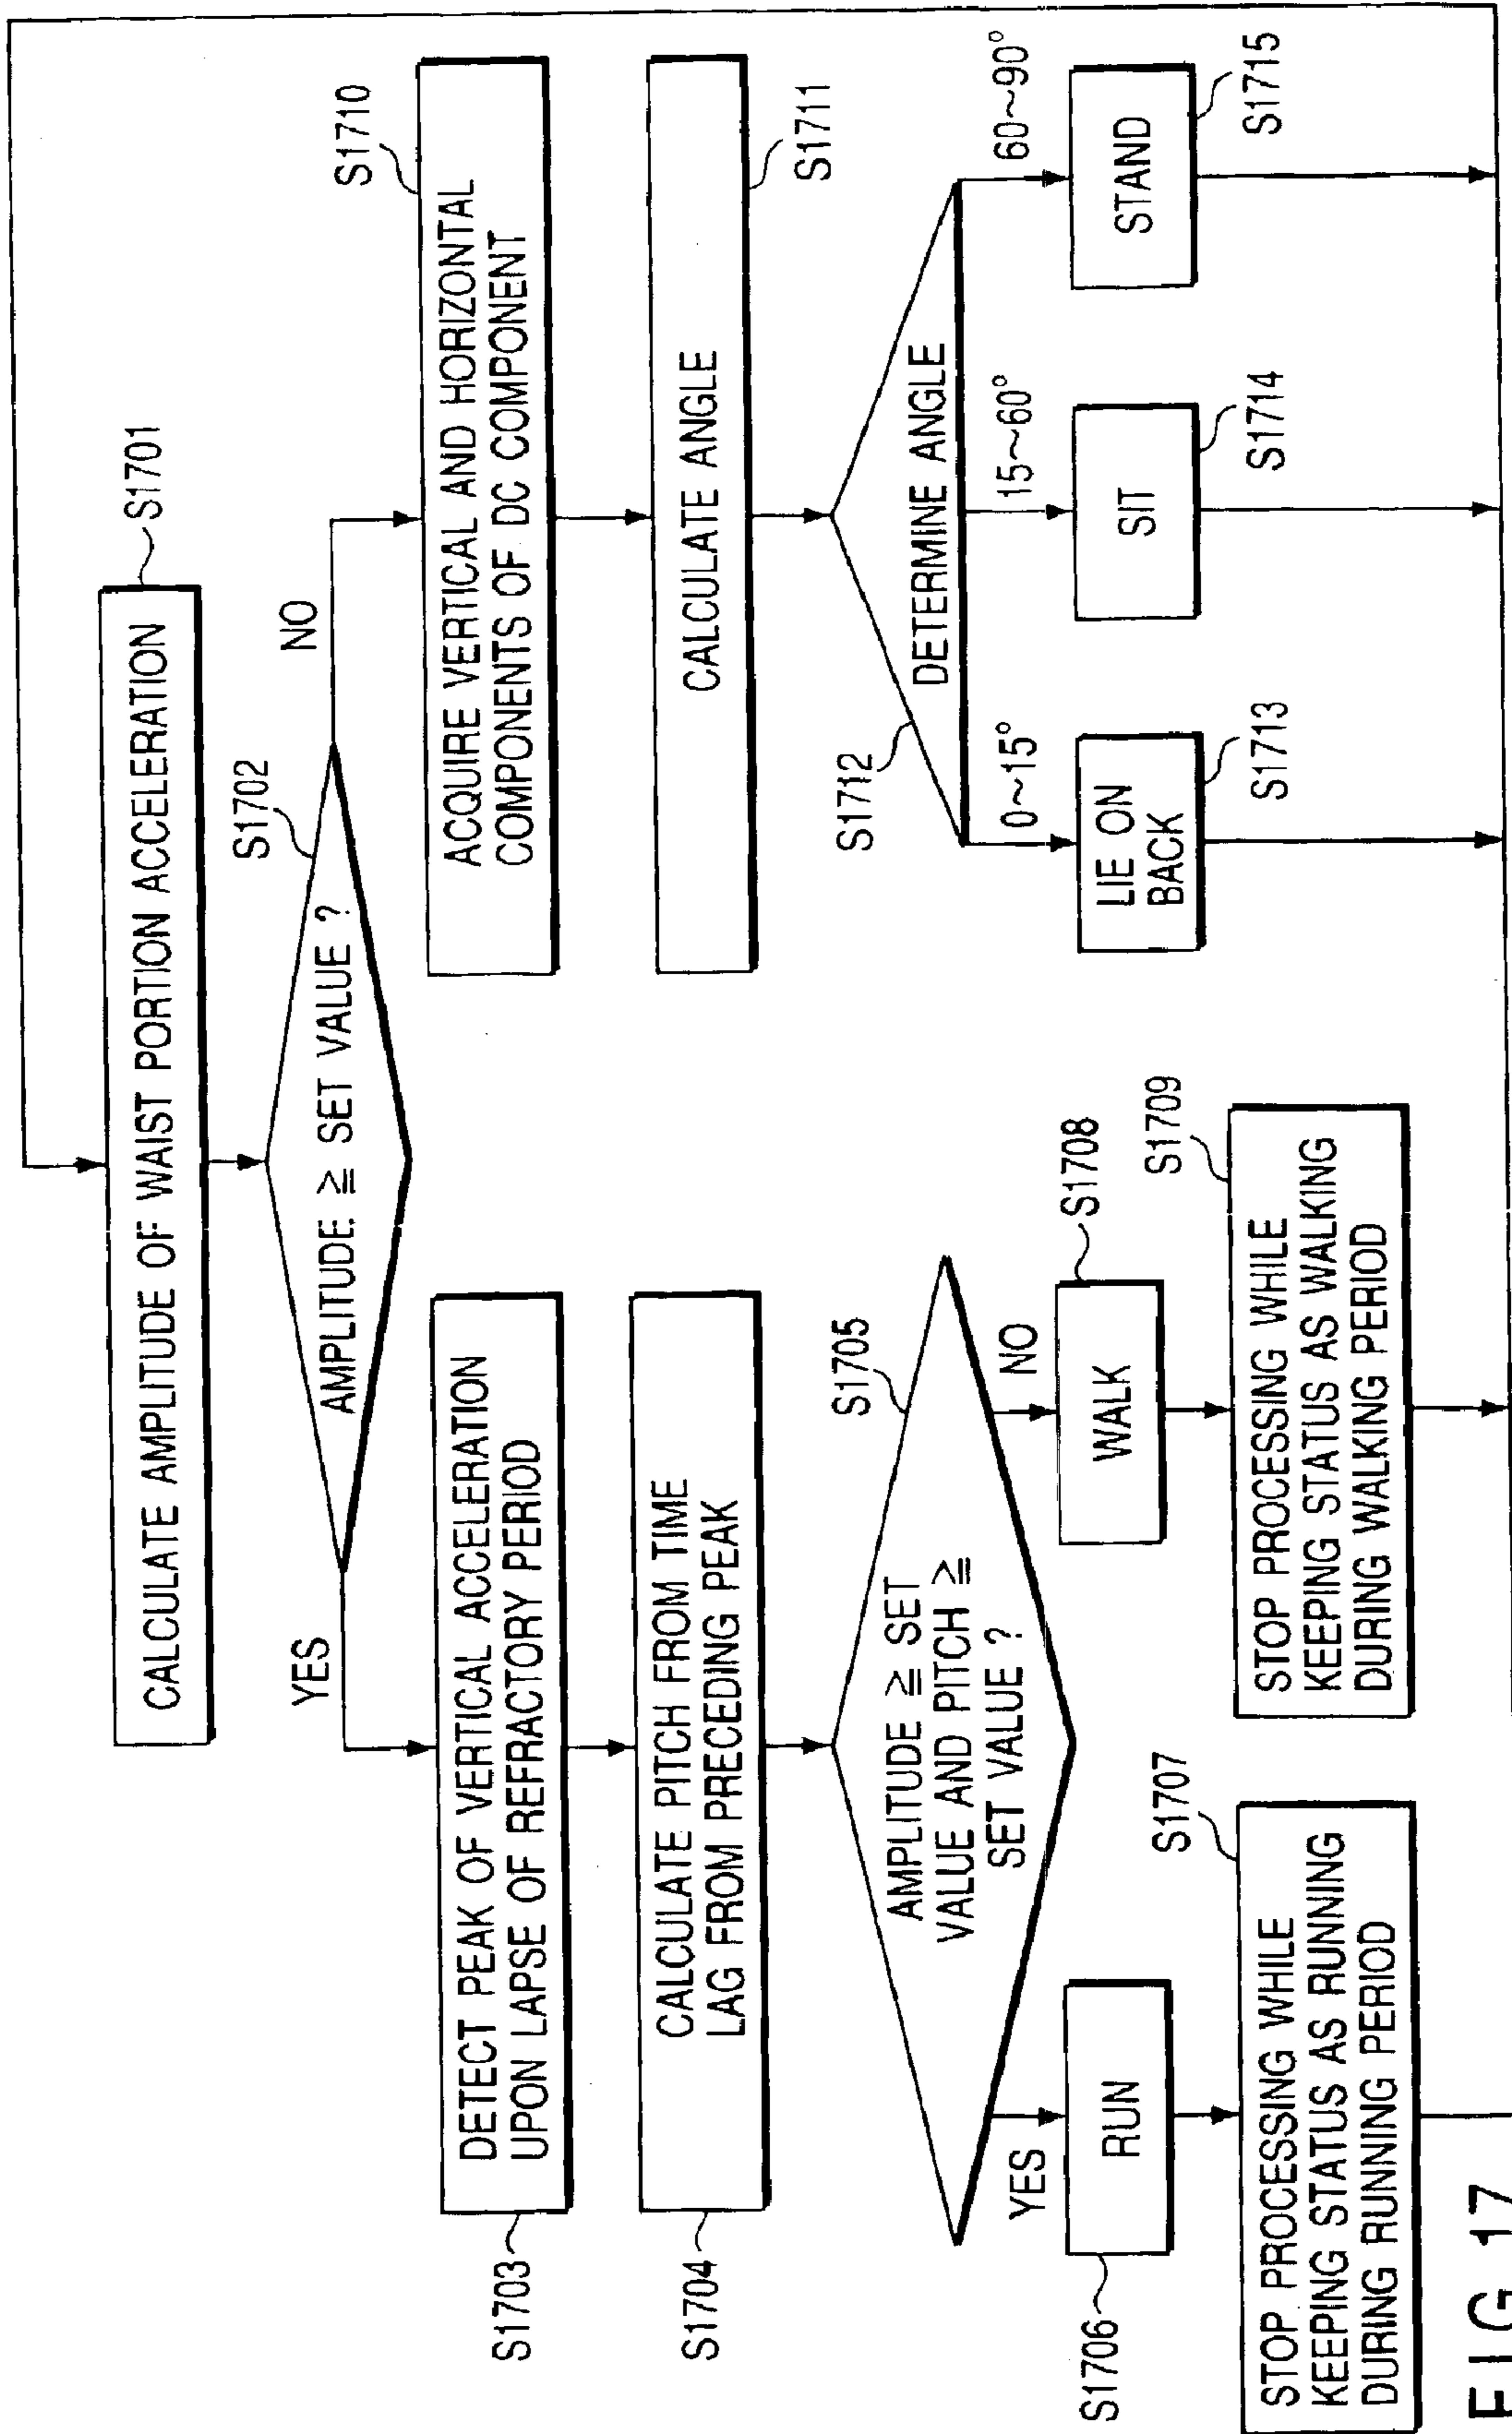 CALCULATE AMPLITUDE OF WAIST PORTION ACCELERATION
S1701
S1702
AMPLITUDE ≧ SET VALUE ?
YES
NO
DETECT PEAK OF VERTICAL ACCELERATION
UPON LAPSE OF REFRACTORY PERIOD
S1703
CALCULATE PITCH FROM TIME
LAG FROM PRECEDING PEAK
S1704
S1705
AMPLITUDE ≧ SET
VALUE AND PITCH ≧
SET VALUE ?
YES
NO
RUN
S1706
WALK
S1708
STOP PROCESSING WHILE
KEEPING STATUS AS RUNNING
DURING RUNNING PERIOD
S1707
STOP PROCESSING WHILE
KEEPING STATUS AS WALKING
DURING WALKING PERIOD
S1709
S1710
ACQUIRE VERTICAL AND HORIZONTAL
COMPONENTS OF DC COMPONENT
CALCULATE ANGLE
S1711
S1712
DETERMINE ANGLE
0~15°
15~60°
60~90°
LIE ON
BACK
S1713
SIT
S1714
STAND
S1715
FIG. 17